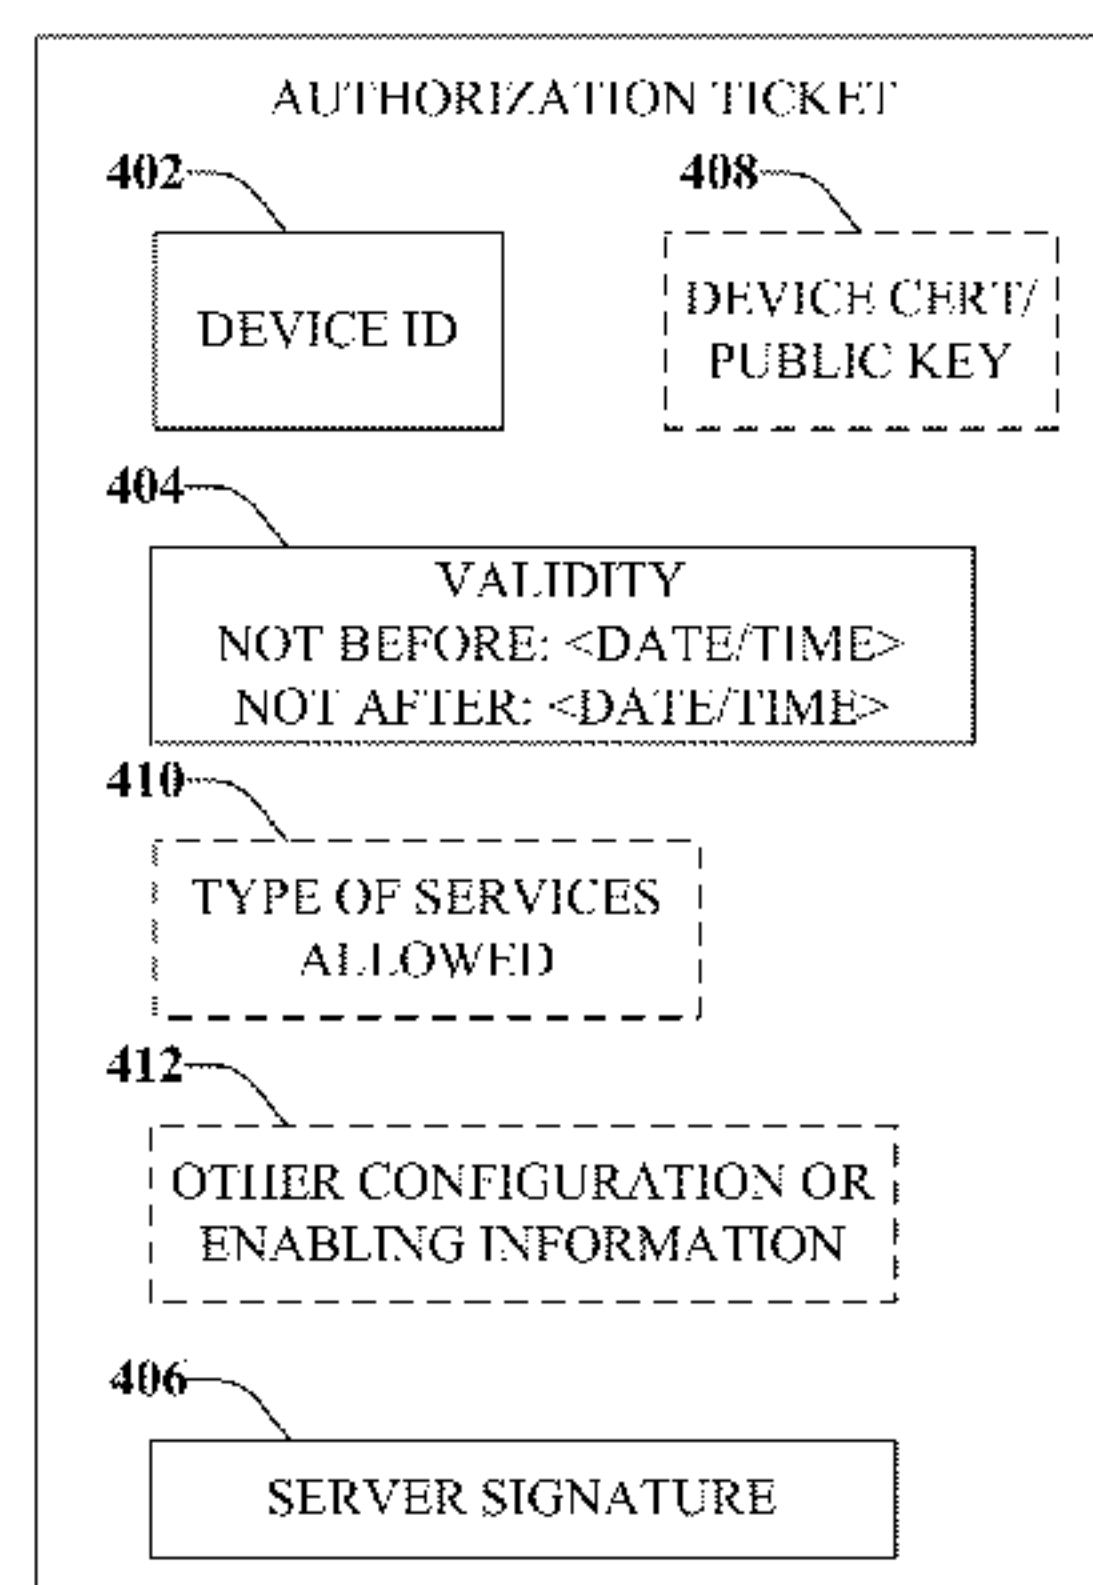 AUTHORIZATION TICKET
402
408
DEVICE ID
DEVICE CERT/
PUBLIC KEY
404
VALIDITY
NOT BEFORE: <DATE/TIME>
NOT AFTER: <DATE/TIME>
410
TYPE OF SERVICES
ALLOWED
412
OTHER CONFIGURATION OR
ENABLING INFORMATION
406
SERVER SIGNATURE